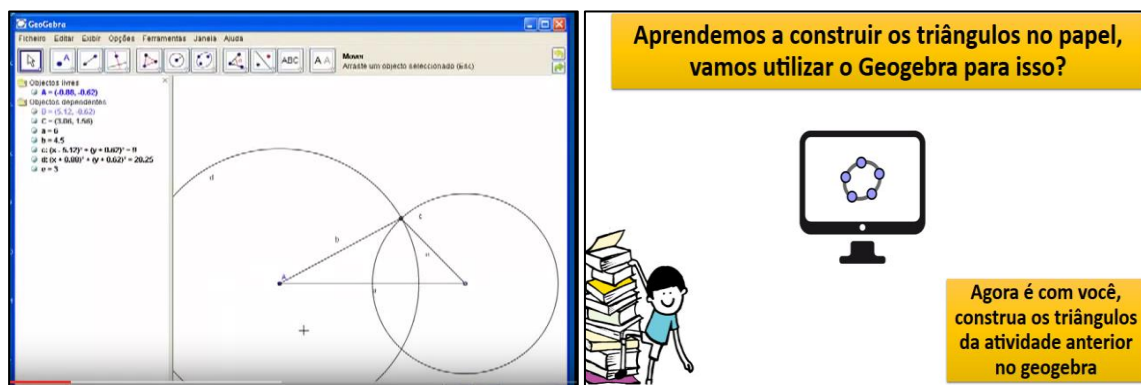 GeoGebra
Ficheiro Editar Exibir Opções Ferramentas Janela Ajuda
A
ABC
A A
Mover
Arraste um objecto seleccionado (Esc)
Objectos livres
A = (-0.88, -0.62)
Objectos dependentes
B = (5.12, -0.62)
C = (3.06, 1.56)
a = 6
b = 4.5
c: (x - 5.12)² + (y + 0.62)² = 9
d: (x + 0.88)² + (y + 0.62)² = 20.25
e = 3
d
C
b
A
Aprendemos a construir os triângulos no papel,
vamos utilizar o Geogebra para isso?
Agora é com você,
construa os triângulos
da atividade anterior
no geogebra